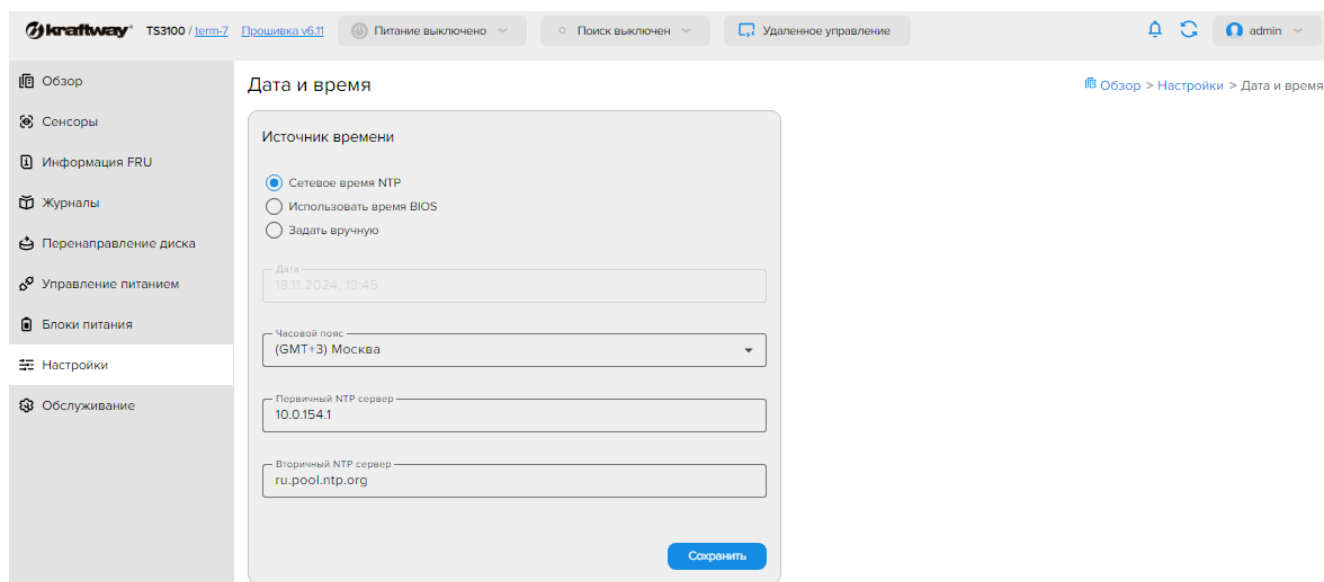 kraftway TS3100 / term-7 Прошивка v6.11 Питание выключено Поиск выключен Удаленное управление admin
Обзор
Сенсоры
Информация FRU
Журналы
Перенаправление диска
Управление питанием
Блоки питания
Настройки
Обслуживание
Дата и время
Обзор > Настройки > Дата и время
Источник времени
Сетевое время NTP
Использовать время BIOS
Задать вручную
Дата
18.11.2024, 13:45
Часовой пояс
(GMT+3) Москва
Первичный NTP сервер
10.0.154.1
Вторичный NTP сервер
ru.pool.ntp.org
Сохранить